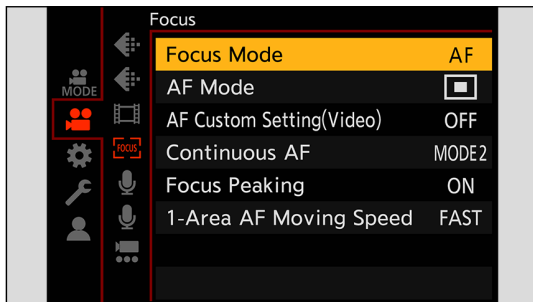 Focus
Focus Mode AF
MODE
AF Mode
AF Custom Setting(Video) OFF
FOCUS
Continuous AF MODE2
Focus Peaking ON
1-Area AF Moving Speed FAST